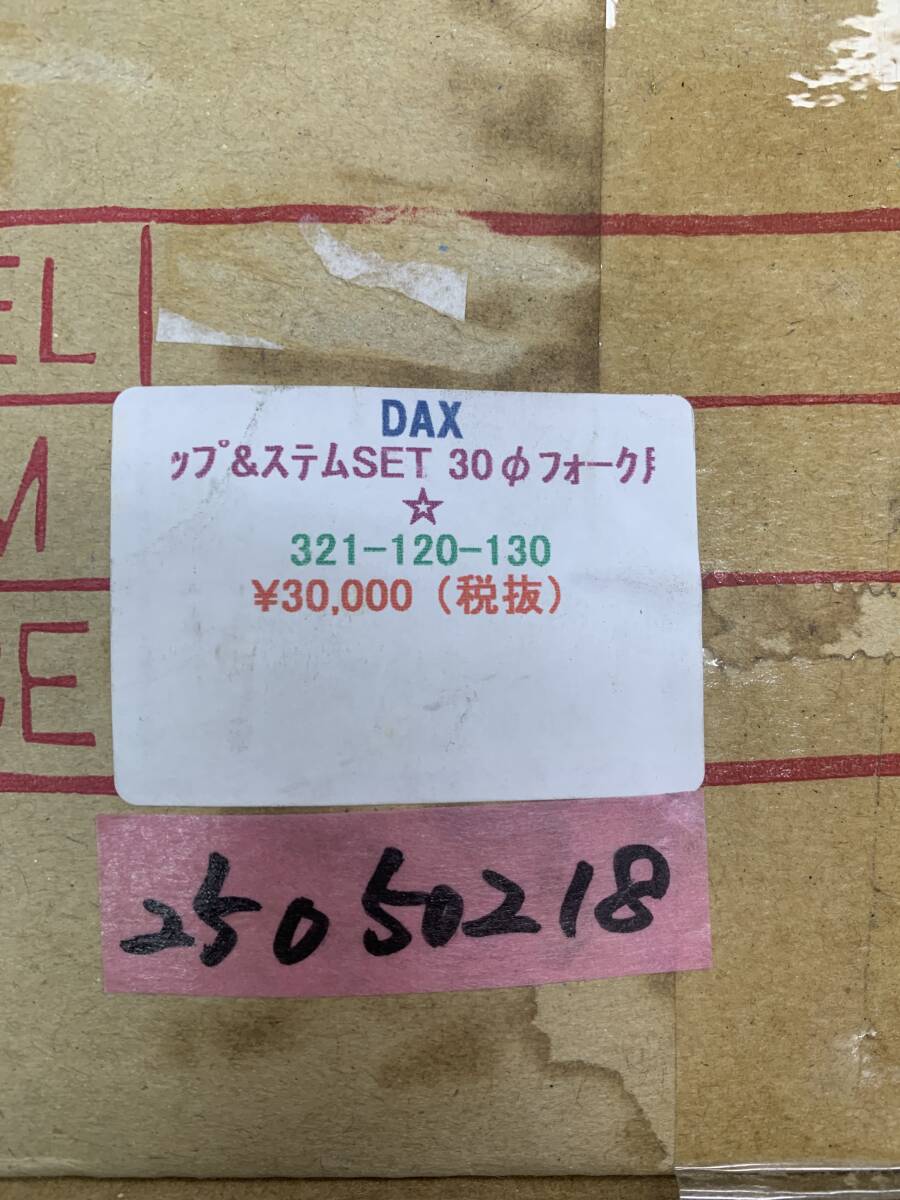 EL
DAX
ップ&ステムSET 30φフォーク用
☆
321-120-130
¥30,000（税抜）
25050218